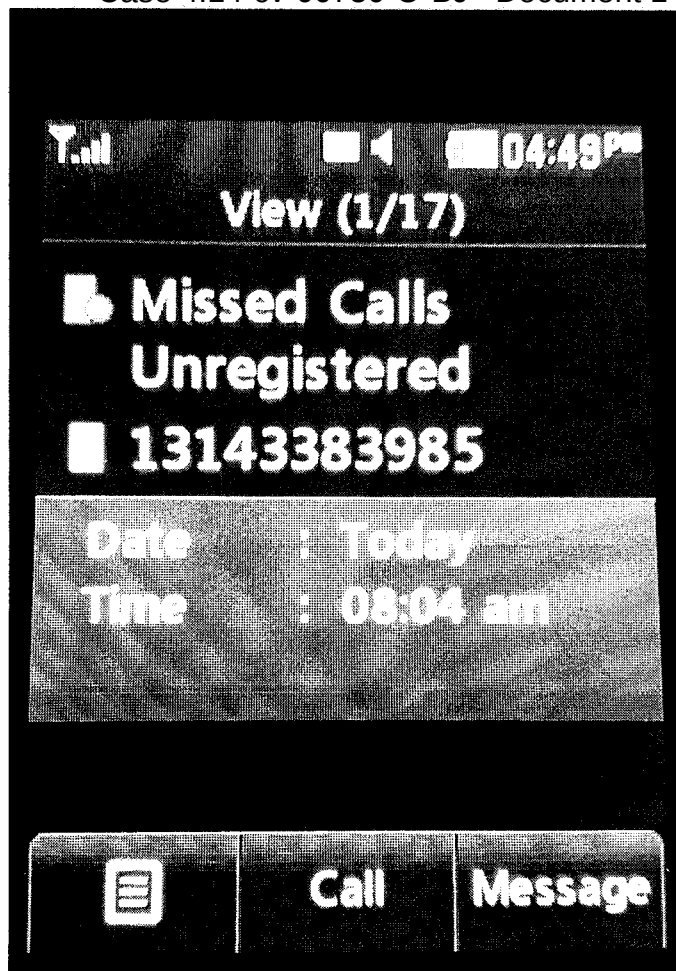 04:49PM
View (1/17)
Missed Calls
Unregistered
13143383985
Date : Today
Time : 08:04 am
Call
Message